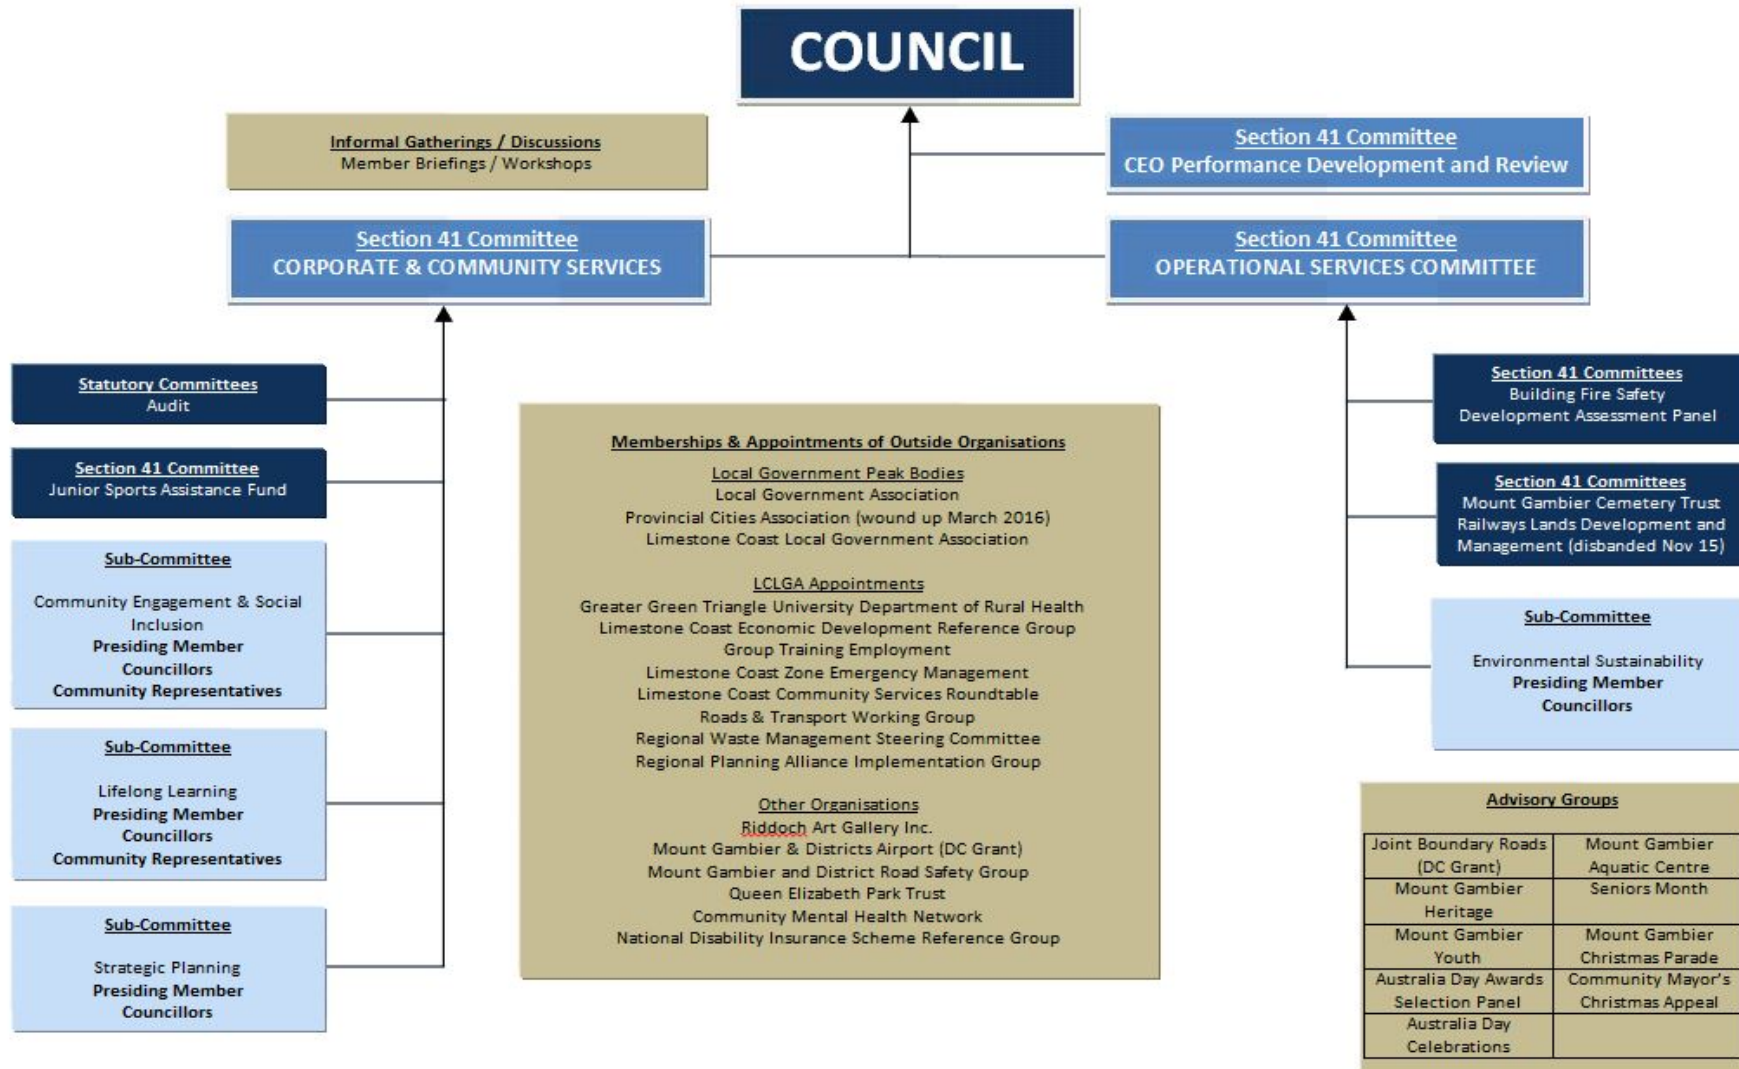 COUNCIL
Informal Gatherings / Discussions
Member Briefings / Workshops
Section 41 Committee
CEO Performance Development and Review
Section 41 Committee
CORPORATE & COMMUNITY SERVICES
Section 41 Committee
OPERATIONAL SERVICES COMMITTEE
Statutory Committees
Audit
Section 41 Committee
Junior Sports Assistance Fund
Sub-Committee
Community Engagement & Social
Inclusion
Presiding Member
Councillors
Community Representatives
Sub-Committee
Lifelong Learning
Presiding Member
Councillors
Community Representatives
Sub-Committee
Strategic Planning
Presiding Member
Councillors
Memberships & Appointments of Outside Organisations
Local Government Peak Bodies
Local Government Association
Provincial Cities Association (wound up March 2016)
Limestone Coast Local Government Association
LCLGA Appointments
Greater Green Triangle University Department of Rural Health
Limestone Coast Economic Development Reference Group
Group Training Employment
Limestone Coast Zone Emergency Management
Limestone Coast Community Services Roundtable
Roads & Transport Working Group
Regional Waste Management Steering Committee
Regional Planning Alliance Implementation Group
Other Organisations
Riddoch Art Gallery Inc.
Mount Gambier & Districts Airport (DC Grant)
Mount Gambier and District Road Safety Group
Queen Elizabeth Park Trust
Community Mental Health Network
National Disability Insurance Scheme Reference Group
Section 41 Committees
Building Fire Safety
Development Assessment Panel
Section 41 Committees
Mount Gambier Cemetery Trust
Railways Lands Development and
Management (disbanded Nov 15)
Sub-Committee
Environmental Sustainability
Presiding Member
Councillors
Advisory Groups
Joint Boundary Roads
(DC Grant)
Mount Gambier
Aquatic Centre
Mount Gambier
Heritage
Seniors Month
Mount Gambier
Youth
Mount Gambier
Christmas Parade
Australia Day Awards
Selection Panel
Community Mayor's
Christmas Appeal
Australia Day
Celebrations